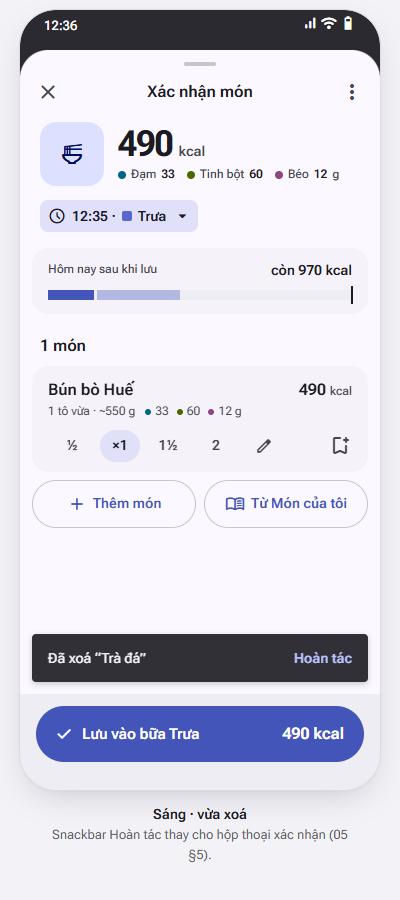 12:36
Xác nhận món
490 kcal
Đạm 33 Tinh bột 60 Béo 12 g
12:35 · Trưa
Hôm nay sau khi lưu còn 970 kcal
1 món
Bún bò Huế 490 kcal
1 tô vừa · ~550 g 33 60 12 g
½ ×1 1½ 2
Thêm món Từ Món của tôi
Đã xoá “Trà đá” Hoàn tác
Lưu vào bữa Trưa 490 kcal
Sáng · vừa xoá
Snackbar Hoàn tác thay cho hộp thoại xác nhận (05
§5).